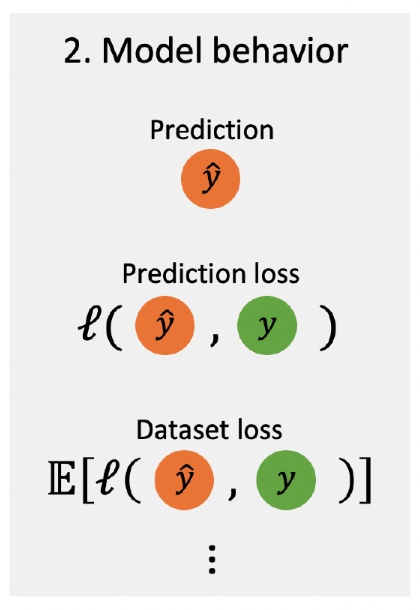 2. Model behavior
Prediction
ŷ
Prediction loss
ℓ( ŷ , y )
Dataset loss
𝔼[ℓ( ŷ , y )]
⋮